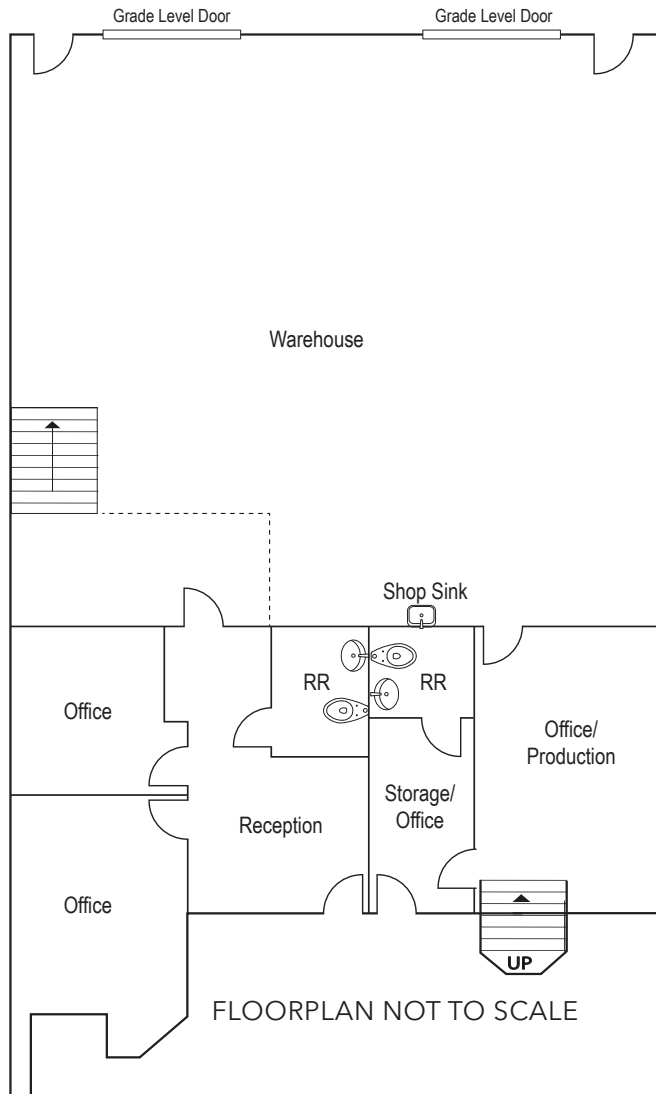 Grade Level Door
Grade Level Door
Warehouse
Shop Sink
RR
RR
Office
Office/
Production
Storage/
Office
Reception
Office
UP
FLOORPLAN NOT TO SCALE